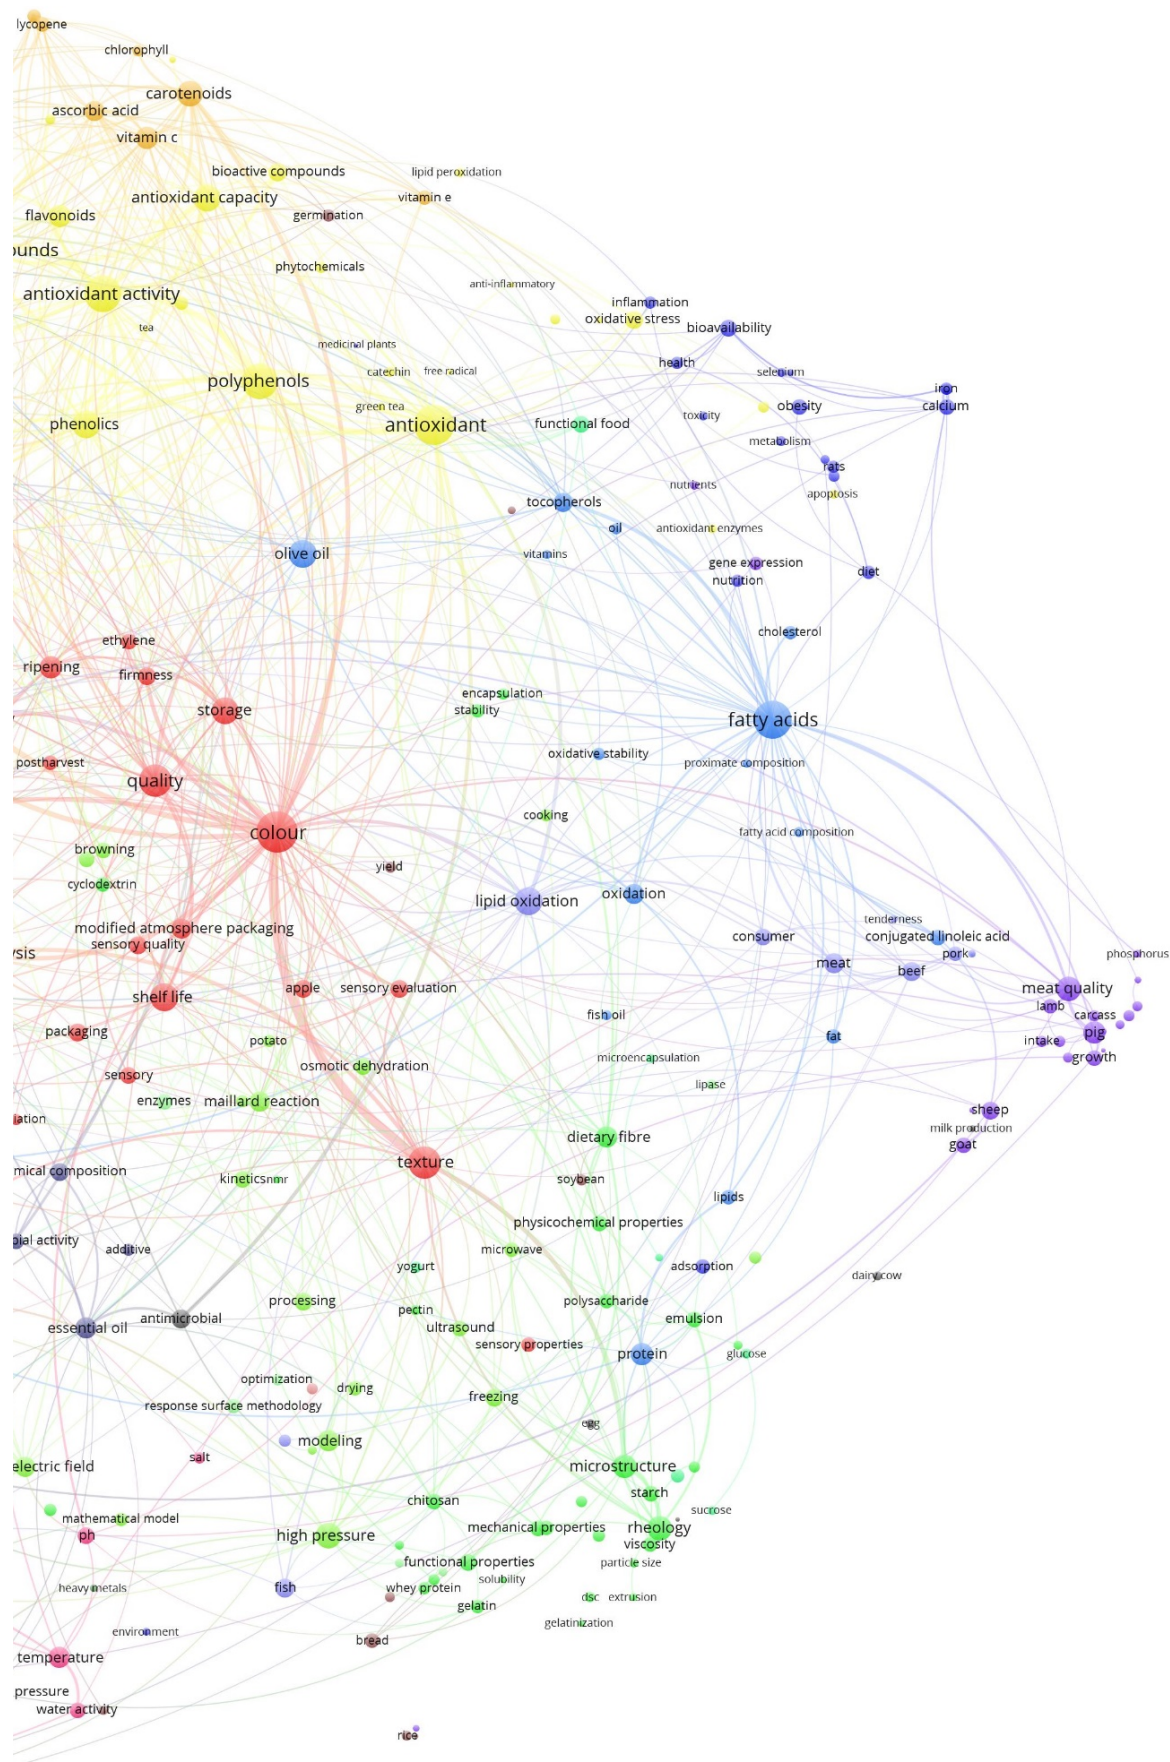 lycopene
chlorophyll
carotenoids
ascorbic acid
vitamin c
bioactive compounds
lipid peroxidation
antioxidant capacity
vitamin e
flavonoids
germination
ounds
phytochemicals
anti-inflammatory
antioxidant activity
inflammation
oxidative stress
tea
bioavailability
medicinal plants
health
catechin
free radical
selenium
polyphenols
iron
green tea
obesity
calcium
toxicity
phenolics
antioxidant
functional food
metabolism
rats
nutrients
apoptosis
tocopherols
oil
antioxidant enzymes
olive oil
vitamins
gene expression
diet
nutrition
cholesterol
ethylene
ripening
firmness
encapsulation
storage
stability
fatty acids
oxidative stability
postharvest
proximate composition
quality
cooking
colour
fatty acid composition
browning
yield
cyclodextrin
lipid oxidation
oxidation
tenderness
modified atmosphere packaging
consumer
conjugated linoleic acid
sensory quality
ysis
pork
phosphorus
meat
beef
shelf life
apple
sensory evaluation
meat quality
lamb
fish oil
carcass
packaging
pig
potato
fat
intake
microencapsulation
growth
osmotic dehydration
sensory
lipase
enzymes
maillard reaction
sheep
iation
milk production
dietary fibre
goat
texture
mical composition
kinetics
nmr
soybean
lipids
physicochemical properties
bial activity
additive
microwave
yogurt
adsorption
dairy cow
processing
polysaccharide
pectin
antimicrobial
essential oil
ultrasound
emulsion
sensory properties
protein
glucose
optimization
drying
freezing
response surface methodology
egg
modeling
salt
electric field
microstructure
starch
chitosan
sucrose
mathematical model
mechanical properties
rheology
ph
high pressure
viscosity
functional properties
particle size
solubility
heavy metals
fish
whey protein
dsc
extrusion
gelatin
gelatinization
environment
bread
temperature
pressure
water activity
rice